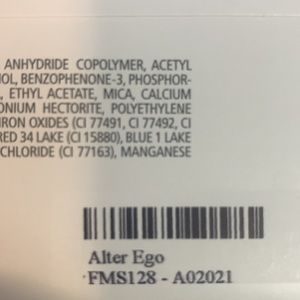 ANHYDRIDE COPOLYMER, ACETYL
OL, BENZOPHENONE-3, PHOSPHOR-
, ETHYL ACETATE, MICA, CALCIUM
ONIUM HECTORITE, POLYETHYLENE
IRON OXIDES (CI 77491, CI 77492, CI
RED 34 LAKE (CI 15880), BLUE 1 LAKE
CHLORIDE (CI 77163), MANGANESE
Alter Ego
FMS128 - A02021